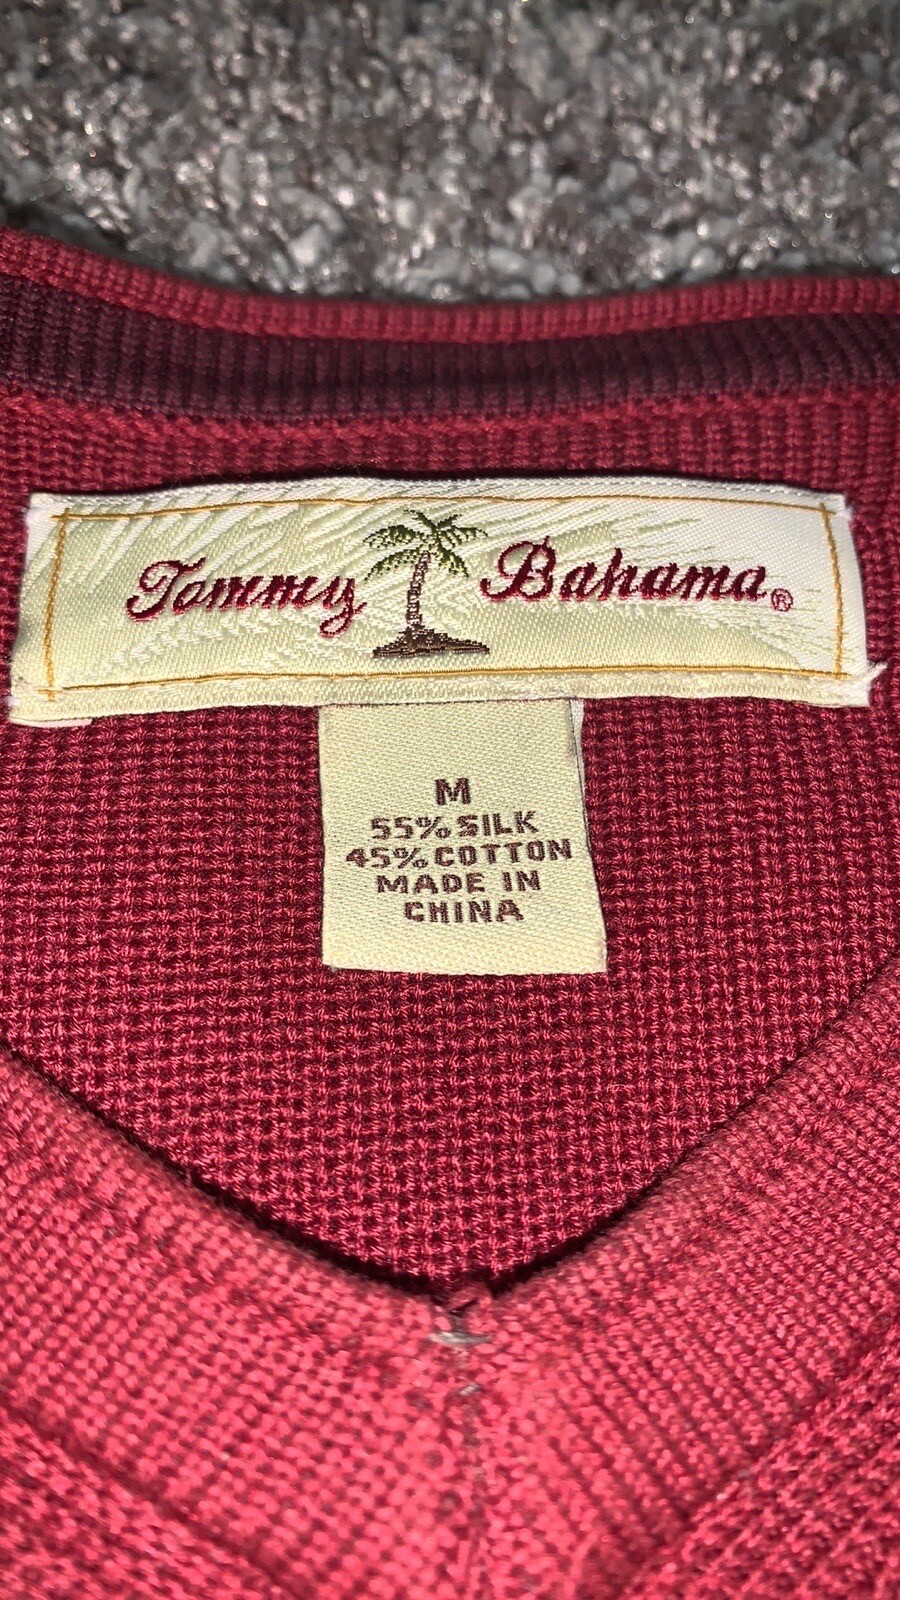 Tommy Bahama®
M
55% SILK
45% COTTON
MADE IN
CHINA